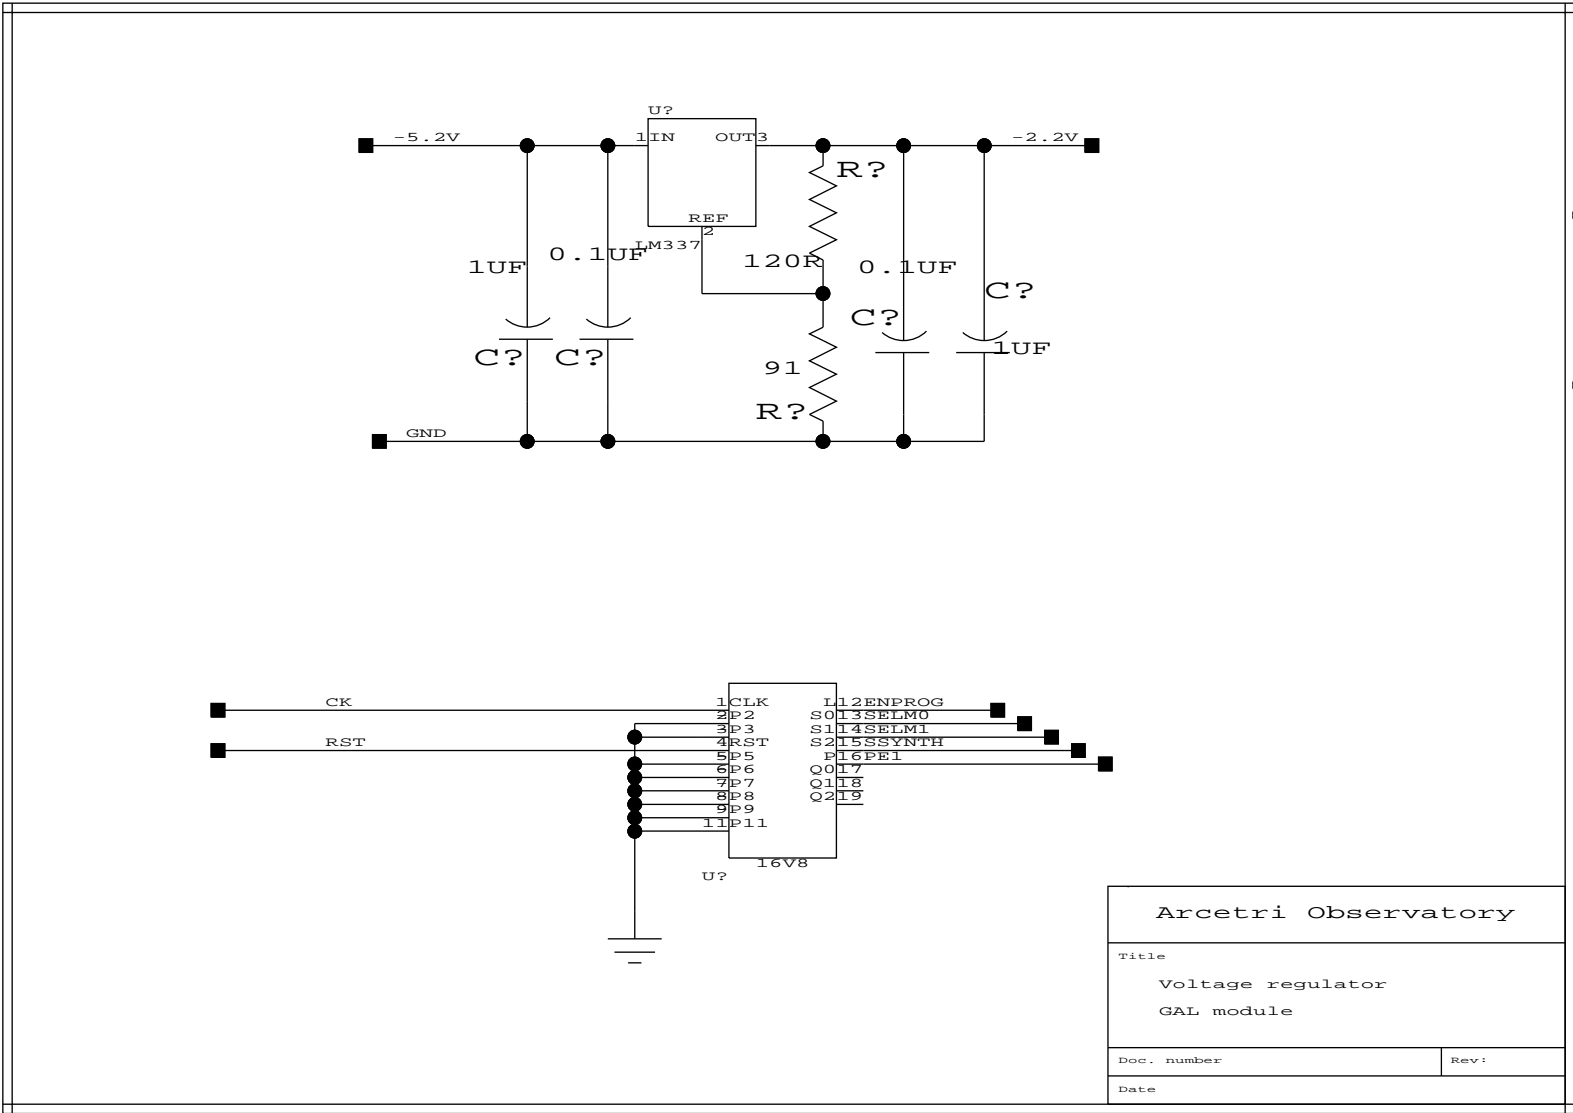 U?
-5.2V
1IN OUT3
-2.2V
R?
REF
2
LM337
1UF
0.1UF
120R
0.1UF
C?
C?
1UF
C?
C?
91
R?
GND
CK
1CLK L12ENPROG
2P2 S013SELM0
3P3 S114SELM1
RST
4RST S215SSYNTH
5P5 P16PE1
6P6 Q017
7P7 Q118
8P8 Q219
9P9
11P11
16V8
U?
Arcetri Observatory
Title
Voltage regulator
GAL module
Doc. number
Rev:
Date